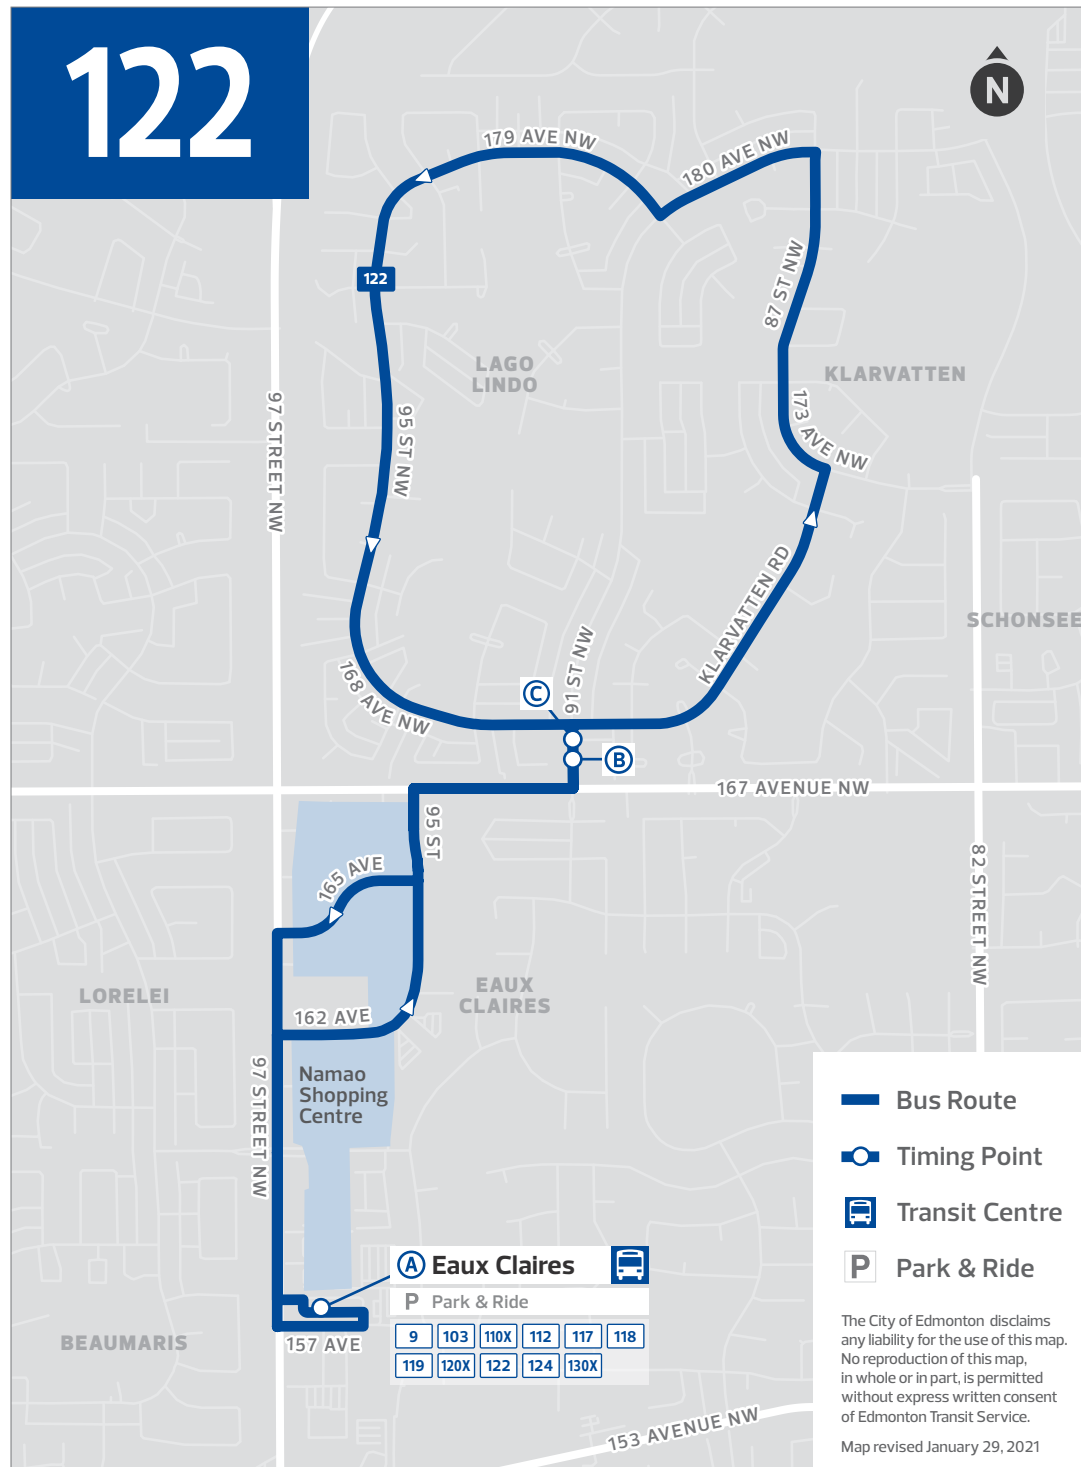 122
N
179 AVE NW
180 AVE NW
87 ST NW
122
LAGO
LINDO
KLARVATTEN
97 STREET NW
95 ST NW
173 AVE NW
KLARVATTEN RD
SCHONSEE
91 ST NW
168 AVE NW
C
B
167 AVENUE NW
95 ST
165 AVE
82 STREET NW
LORELEI
EAUX
CLAIRES
162 AVE
97 STREET NW
Namao
Shopping
Centre
A Eaux Claires
P Park & Ride
9 103 110X 112 117 118
119 120X 122 124 130X
BEAUMARIS
157 AVE
153 AVENUE NW
Bus Route
Timing Point
Transit Centre
P Park & Ride
The City of Edmonton disclaims
any liability for the use of this map.
No reproduction of this map,
in whole or in part, is permitted
without express written consent
of Edmonton Transit Service.
Map revised January 29, 2021